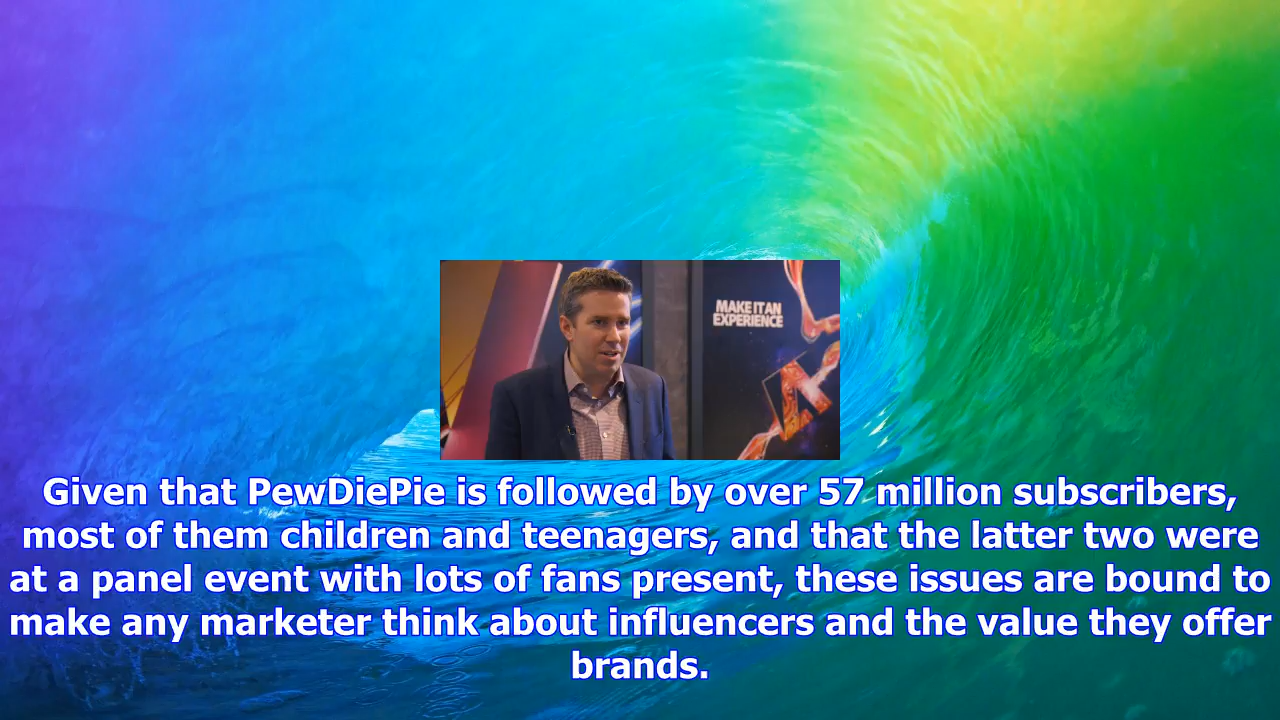 MAKE IT AN
EXPERIENCE
Given that PewDiePie is followed by over 57 million subscribers,
most of them children and teenagers, and that the latter two were
at a panel event with lots of fans present, these issues are bound to
make any marketer think about influencers and the value they offer
brands.